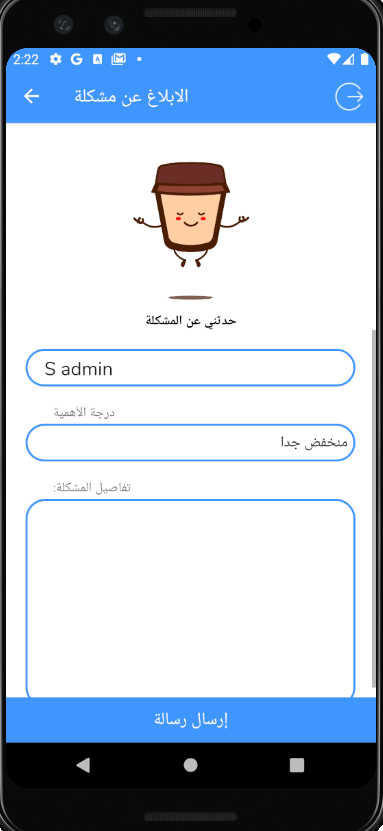 2:22
الابلاغ عن مشكلة
حدثني عن المشكلة
S admin
درجة الأهمية
منخفض جدا
تفاصيل المشكلة:
إرسال رسالة